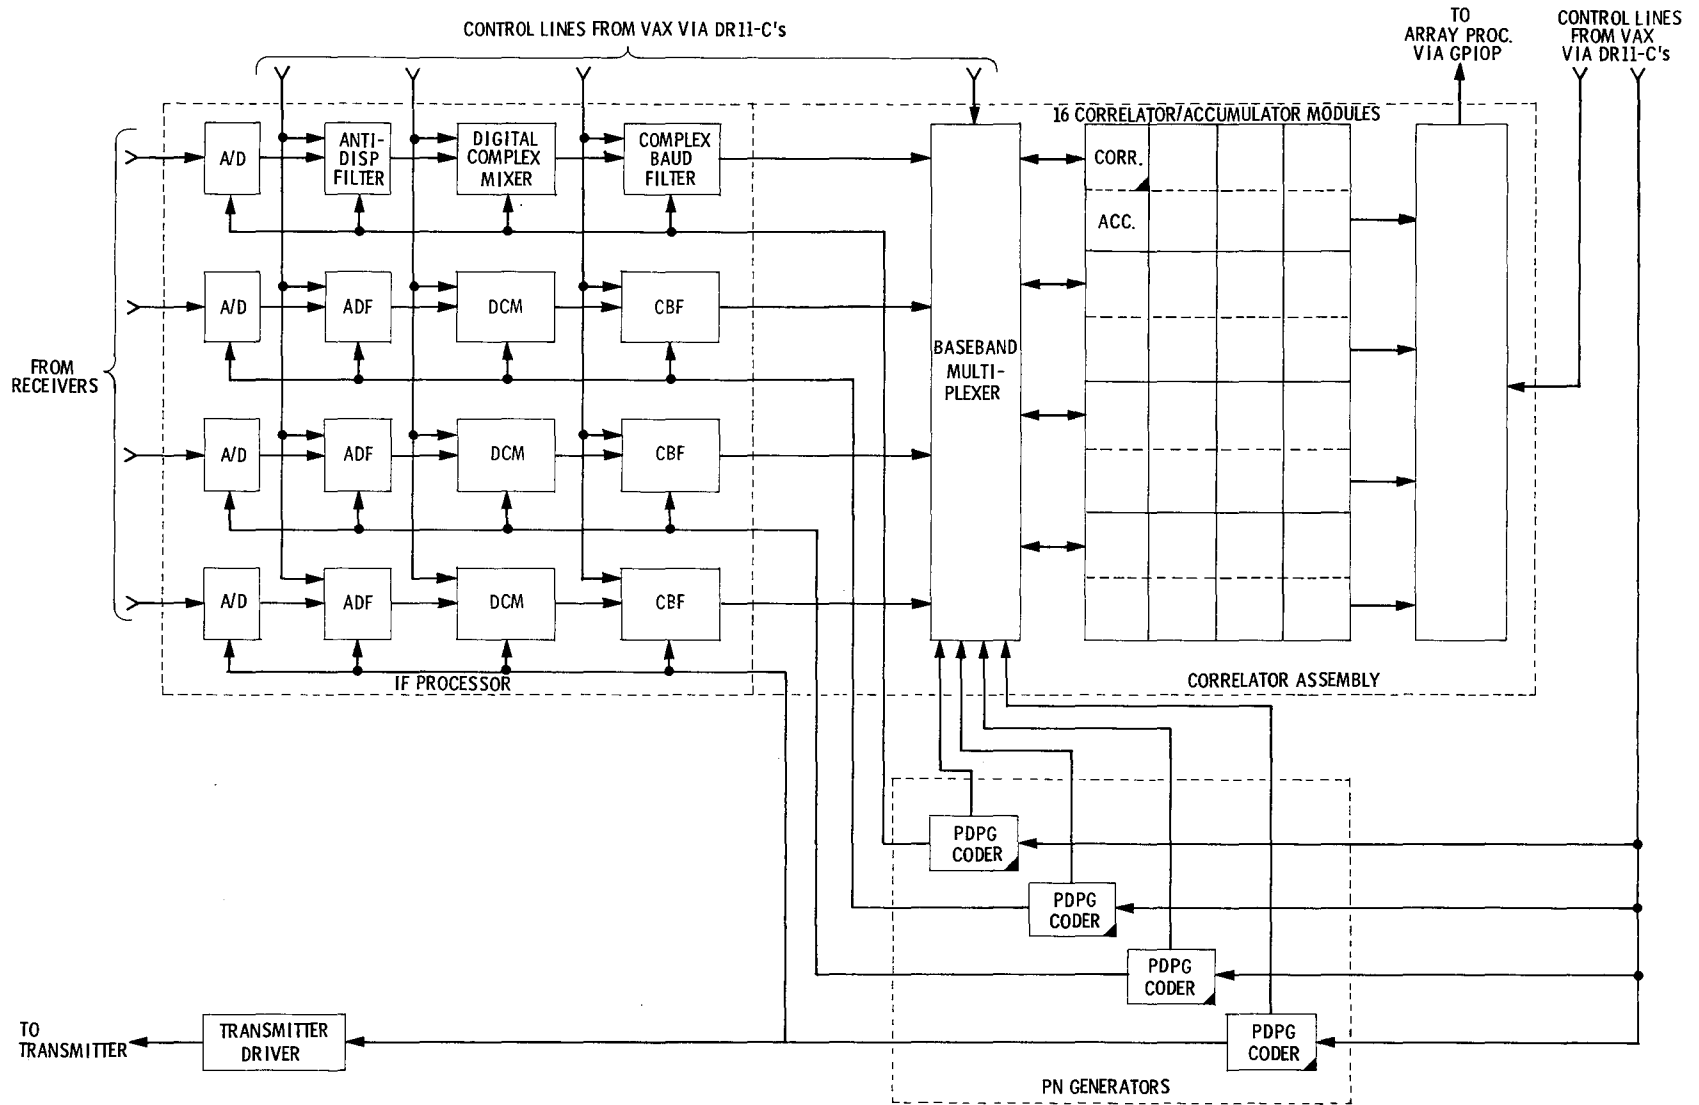 CONTROL LINES FROM VAX VIA DR11-C's
TO
ARRAY PROC.
VIA GPIOP
CONTROL LINES
FROM VAX
VIA DR11-C's
16 CORRELATOR/ACCUMULATOR MODULES
A/D
ANTI-
DISP
FILTER
DIGITAL
COMPLEX
MIXER
COMPLEX
BAUD
FILTER
CORR.
ACC.
A/D
ADF
DCM
CBF
FROM
RECEIVERS
BASEBAND
MULTI-
PLEXER
A/D
ADF
DCM
CBF
A/D
ADF
DCM
CBF
IF PROCESSOR
CORRELATOR ASSEMBLY
PDPG
CODER
PDPG
CODER
PDPG
CODER
PDPG
CODER
TO
TRANSMITTER
TRANSMITTER
DRIVER
PN GENERATORS